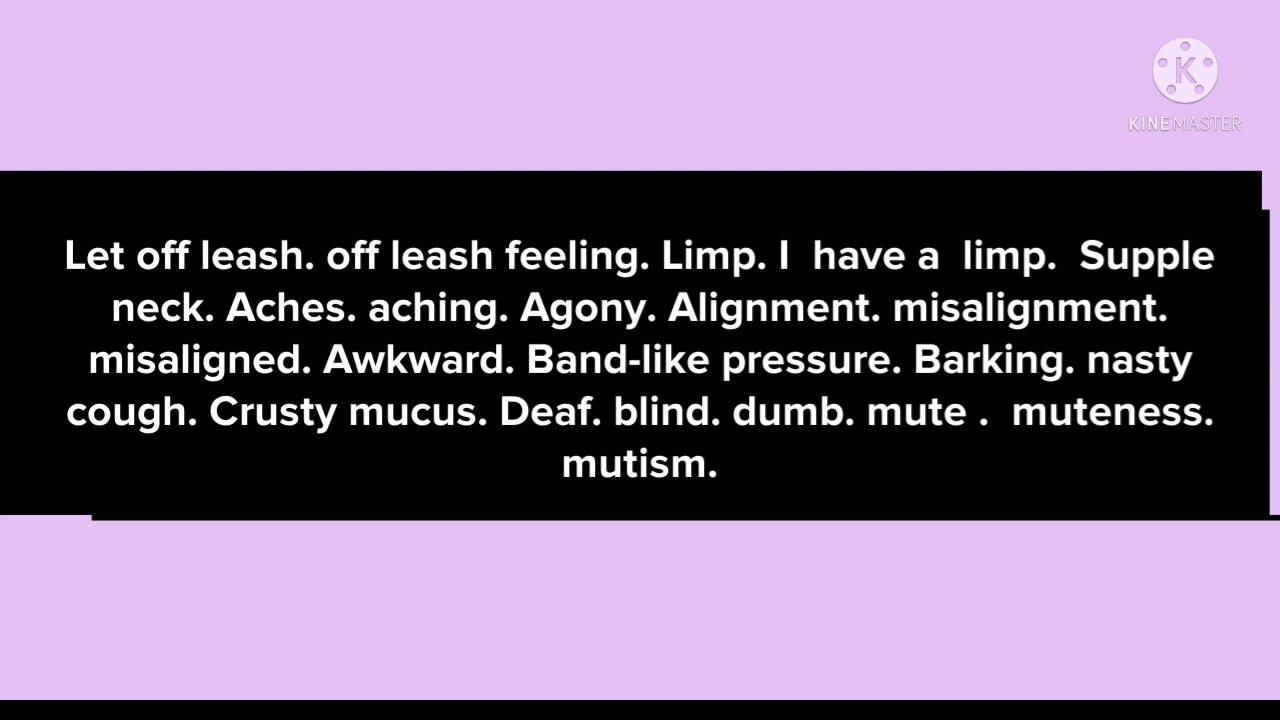 KINEMASTER
Let off leash. off leash feeling. Limp. I  have a  limp.  Supple
neck. Aches. aching. Agony. Alignment. misalignment.
misaligned. Awkward. Band-like pressure. Barking. nasty
cough. Crusty mucus. Deaf. blind. dumb. mute .  muteness.
mutism.